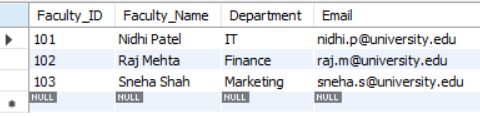 Faculty_ID Faculty_Name Department Email
101 Nidhi Patel IT nidhi.p@university.edu
102 Raj Mehta Finance raj.m@university.edu
103 Sneha Shah Marketing sneha.s@university.edu
NULL NULL NULL NULL